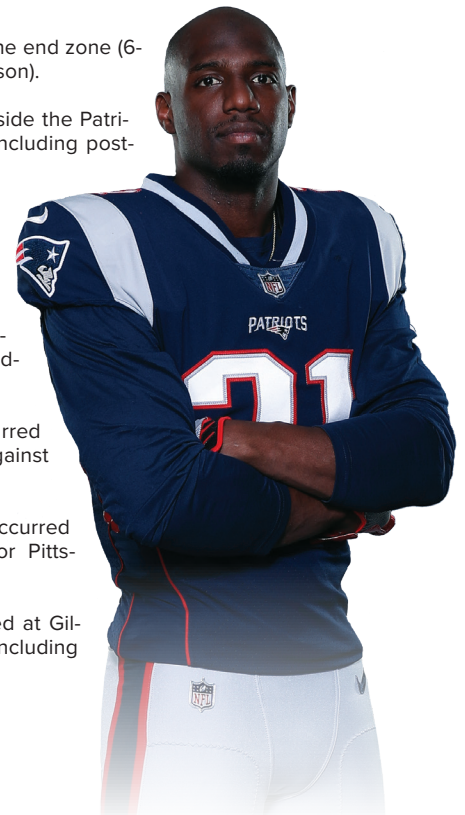 ne end zone (6-
son).
side the Patri-
ncluding post-
-
d-
rred
gainst
ccurred
or Pitts-
ed at Gil-
ncluding
NFL
PATRIOTS
21
NFL